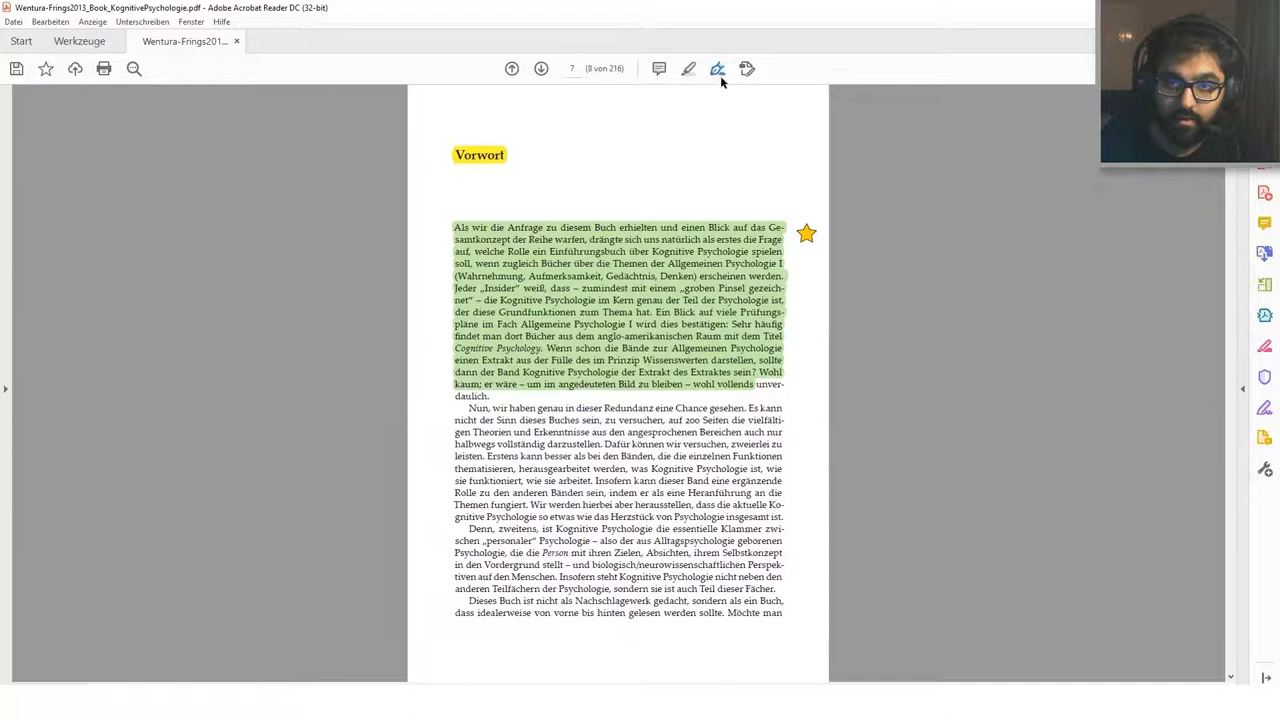 Wentura-Frings2013_Book_KognitivePsychologie.pdf - Adobe Acrobat Reader DC (32-bit)
Datei Bearbeiten Anzeige Unterschreiben Fenster Hilfe
Start Werkzeuge Wentura-Frings201... ×
7 (8 von 216)
Vorwort
Als wir die Anfrage zu diesem Buch erhielten und einen Blick auf das Ge-
samtkonzept der Reihe warfen, drängte sich uns natürlich als erstes die Frage
auf, welche Rolle ein Einführungsbuch über Kognitive Psychologie spielen
soll, wenn zugleich Bücher über die Themen der Allgemeinen Psychologie I
(Wahrnehmung, Aufmerksamkeit, Gedächtnis, Denken) erscheinen werden.
Jeder „Insider“ weiß, dass – zumindest mit einem „groben Pinsel gezeich-
net“ – die Kognitive Psychologie im Kern genau der Teil der Psychologie ist,
der diese Grundfunktionen zum Thema hat. Ein Blick auf viele Prüfungs-
pläne im Fach Allgemeine Psychologie I wird dies bestätigen: Sehr häufig
findet man dort Bücher aus dem anglo-amerikanischen Raum mit dem Titel
Cognitive Psychology. Wenn schon die Bände zur Allgemeinen Psychologie
einen Extrakt aus der Fülle des im Prinzip Wissenswerten darstellen, sollte
dann der Band Kognitive Psychologie der Extrakt des Extraktes sein? Wohl
kaum; er wäre – um im angedeuteten Bild zu bleiben – wohl vollends unver-
daulich.
Nun, wir haben genau in dieser Redundanz eine Chance gesehen. Es kann
nicht der Sinn dieses Buches sein, zu versuchen, auf 200 Seiten die vielfälti-
gen Theorien und Erkenntnisse aus den angesprochenen Bereichen auch nur
halbwegs vollständig darzustellen. Dafür können wir versuchen, zweierlei zu
leisten. Erstens kann besser als bei den Bänden, die die einzelnen Funktionen
thematisieren, herausgearbeitet werden, was Kognitive Psychologie ist, wie
sie funktioniert, wie sie arbeitet. Insofern kann dieser Band eine ergänzende
Rolle zu den anderen Bänden sein, indem er als eine Heranführung an die
Themen fungiert. Wir werden hierbei aber herausstellen, dass die aktuelle Ko-
gnitive Psychologie so etwas wie das Herzstück von Psychologie insgesamt ist.
Denn, zweitens, ist Kognitive Psychologie die essentielle Klammer zwi-
schen „personaler“ Psychologie – also der aus Alltagspsychologie geborenen
Psychologie, die die Person mit ihren Zielen, Absichten, ihrem Selbstkonzept
in den Vordergrund stellt – und biologisch/neurowissenschaftlichen Perspek-
tiven auf den Menschen. Insofern steht Kognitive Psychologie nicht neben den
anderen Teilfächern der Psychologie, sondern sie ist auch Teil dieser Fächer.
Dieses Buch ist nicht als Nachschlagewerk gedacht, sondern als ein Buch,
dass idealerweise von vorne bis hinten gelesen werden sollte. Möchte man